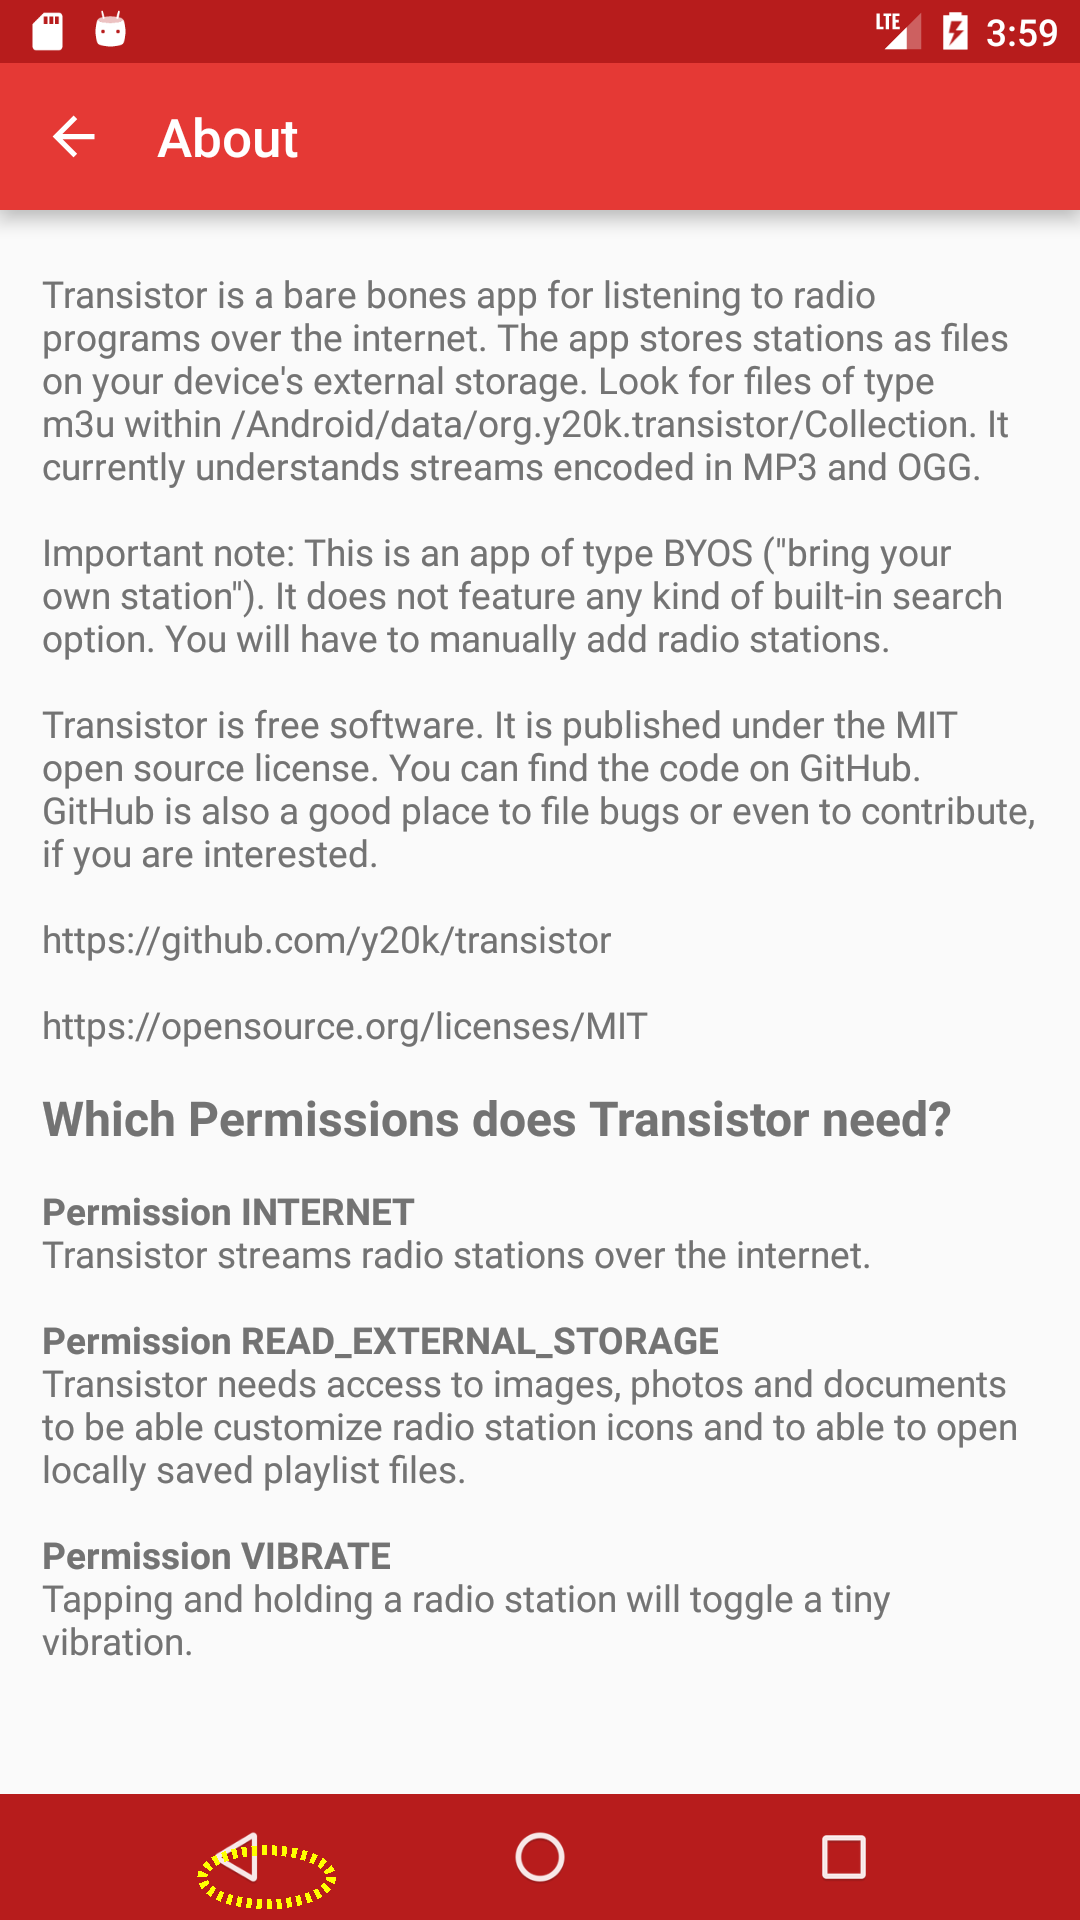 LTE 3:59
About
Transistor is a bare bones app for listening to radio
programs over the internet. The app stores stations as files
on your device's external storage. Look for files of type
m3u within /Android/data/org.y20k.transistor/Collection. It
currently understands streams encoded in MP3 and OGG.
Important note: This is an app of type BYOS ("bring your
own station"). It does not feature any kind of built-in search
option. You will have to manually add radio stations.
Transistor is free software. It is published under the MIT
open source license. You can find the code on GitHub.
GitHub is also a good place to file bugs or even to contribute,
if you are interested.
https://github.com/y20k/transistor
https://opensource.org/licenses/MIT
Which Permissions does Transistor need?
Permission INTERNET
Transistor streams radio stations over the internet.
Permission READ_EXTERNAL_STORAGE
Transistor needs access to images, photos and documents
to be able customize radio station icons and to able to open
locally saved playlist files.
Permission VIBRATE
Tapping and holding a radio station will toggle a tiny
vibration.